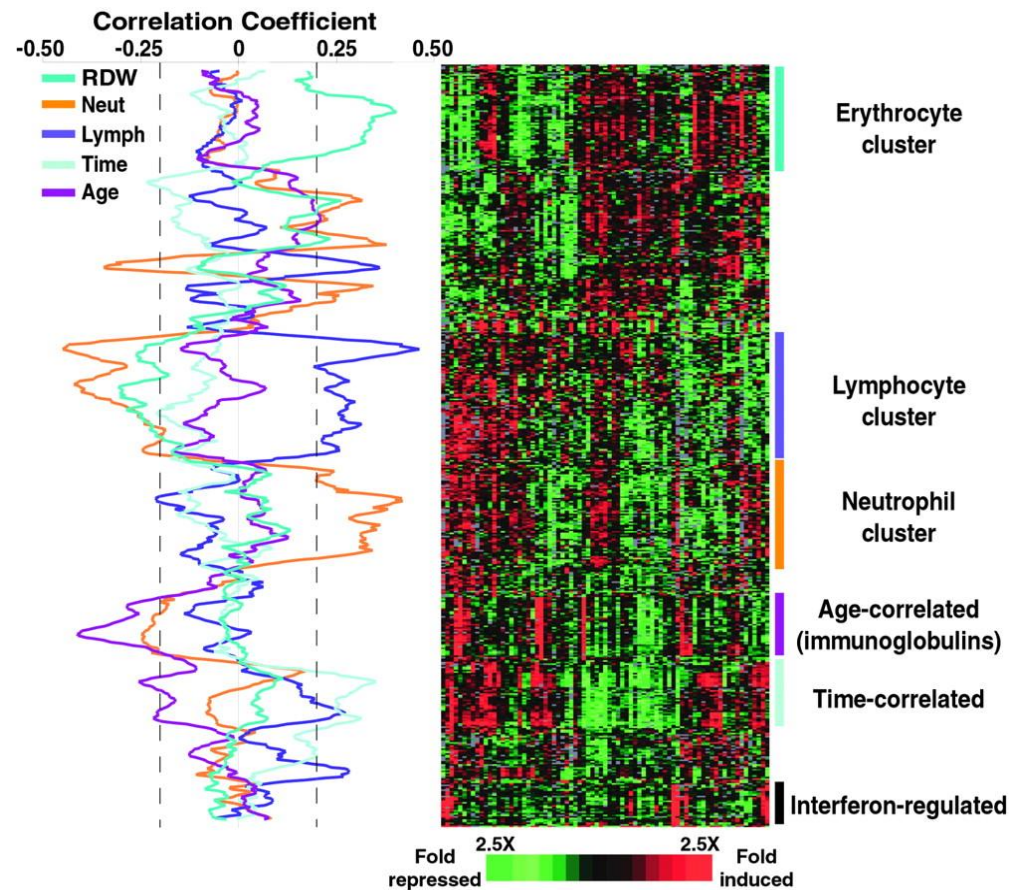 Correlation Coefficient
-0.50 -0.25 0 0.25 0.50
RDW
Neut
Lymph
Time
Age
Erythrocyte
cluster
Lymphocyte
cluster
Neutrophil
cluster
Age-correlated
(immunoglobulins)
Time-correlated
Interferon-regulated
2.5X 2.5X
Fold
repressed
Fold
induced